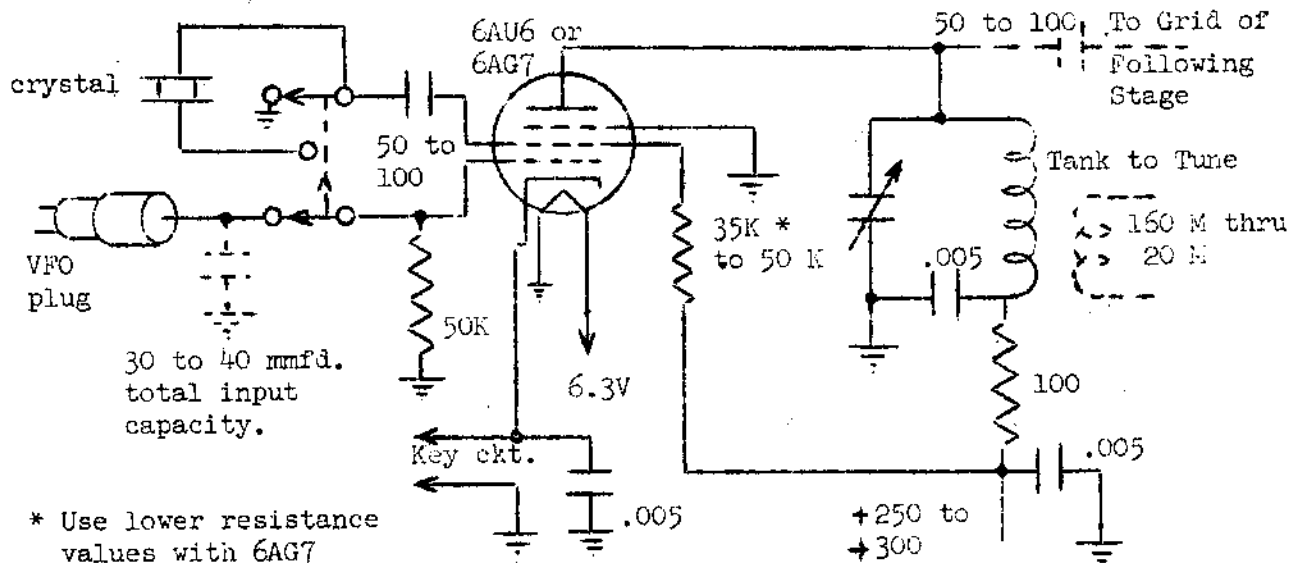 6AU6 or
6AG7
50 to 100
To Grid of
Following
Stage
crystal
50 to
100
Tank to Tune
160 M thru
20 M
35K *
to 50 K
.005
VFO
plug
50K
30 to 40 mmfd.
total input
capacity.
6.3V
100
Key ckt.
.005
.005
* Use lower resistance
values with 6AG7
+250 to
+300